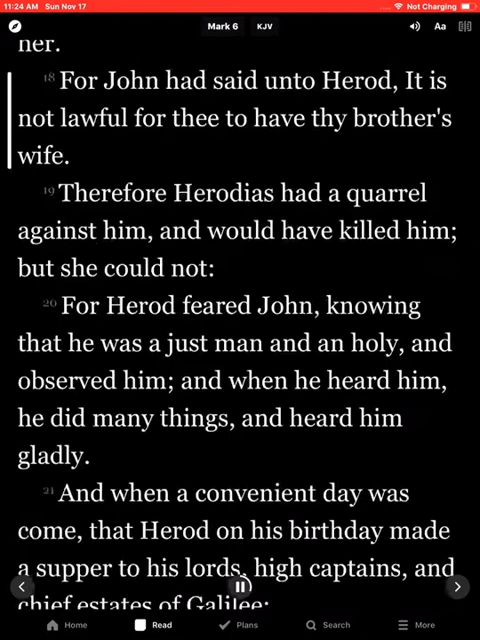 11:24 AM Sun Nov 17 Not Charging
Mark 6 KJV Aa
ner.
18 For John had said unto Herod, It is
not lawful for thee to have thy brother's
wife.
19 Therefore Herodias had a quarrel
against him, and would have killed him;
but she could not:
20 For Herod feared John, knowing
that he was a just man and an holy, and
observed him; and when he heard him,
he did many things, and heard him
gladly.
21 And when a convenient day was
come, that Herod on his birthday made
a supper to his lords, high captains, and
chief estates of Galilee;
Home Read Plans Search More